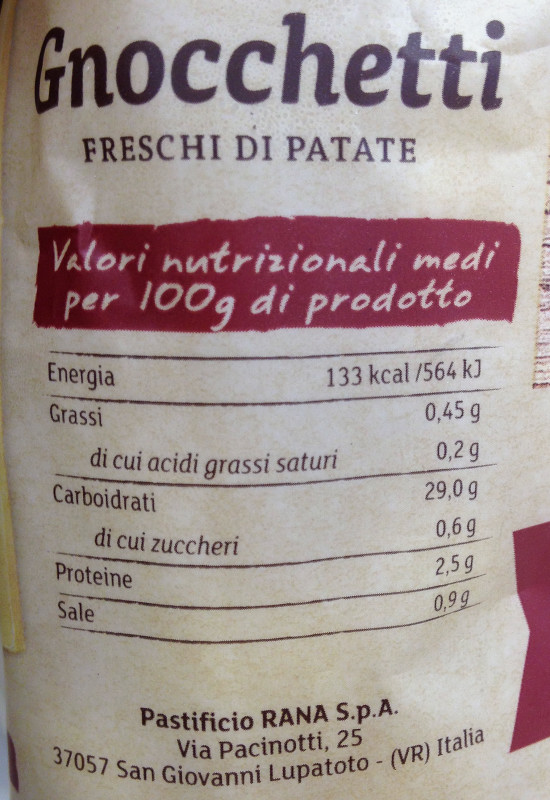 Gnocchetti
FRESCHI DI PATATE
Valori nutrizionali medi
per 100g di prodotto
Energia 133 kcal /564 kJ
Grassi 0,45 g
di cui acidi grassi saturi 0,2 g
Carboidrati 29,0 g
di cui zuccheri 0,6 g
Proteine 2,5 g
Sale 0,9 g
Pastificio RANA S.p.A.
Via Pacinotti, 25
37057 San Giovanni Lupatoto - (VR) Italia